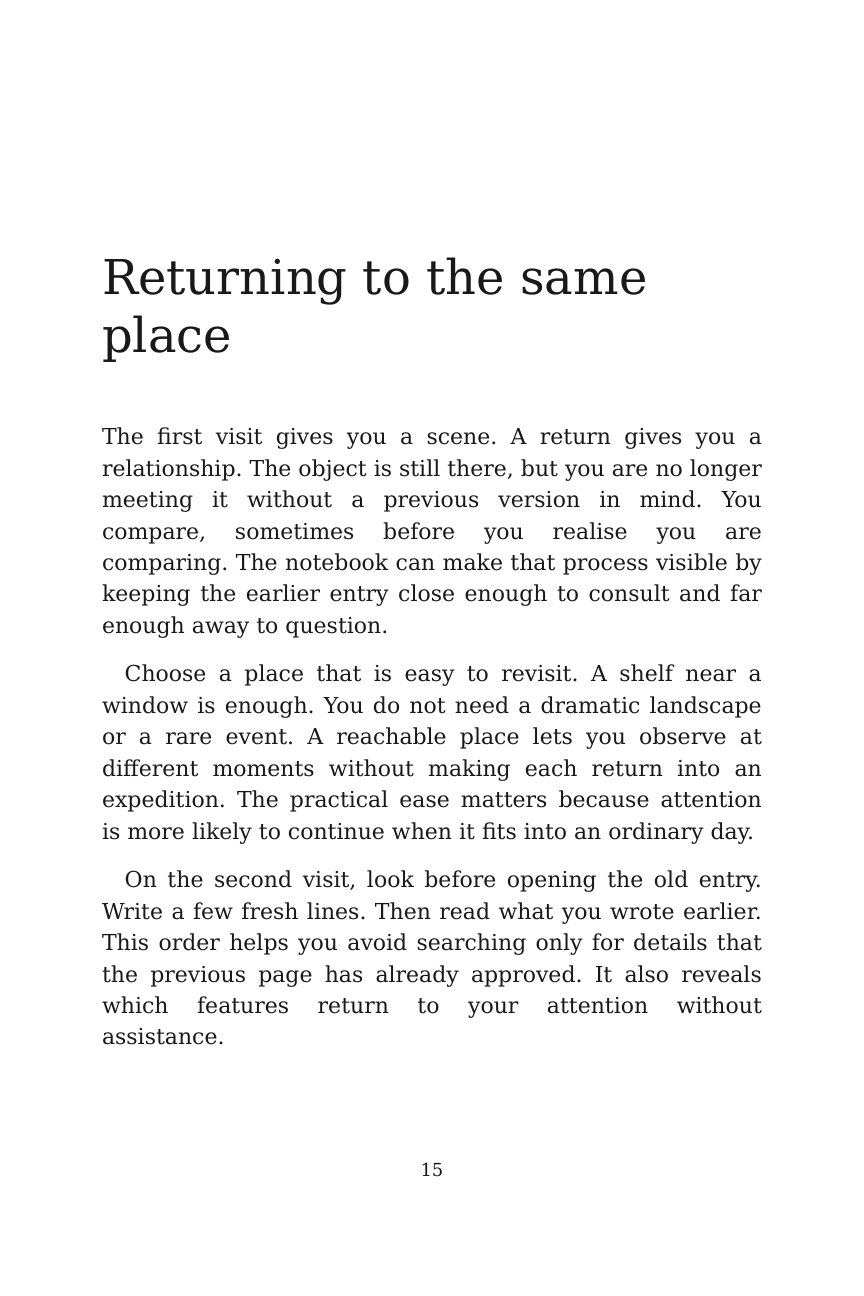 Returning to the same
place
The first visit gives you a scene. A return gives you a
relationship. The object is still there, but you are no longer
meeting it without a previous version in mind. You
compare, sometimes before you realise you are
comparing. The notebook can make that process visible by
keeping the earlier entry close enough to consult and far
enough away to question.
Choose a place that is easy to revisit. A shelf near a
window is enough. You do not need a dramatic landscape
or a rare event. A reachable place lets you observe at
different moments without making each return into an
expedition. The practical ease matters because attention
is more likely to continue when it fits into an ordinary day.
On the second visit, look before opening the old entry.
Write a few fresh lines. Then read what you wrote earlier.
This order helps you avoid searching only for details that
the previous page has already approved. It also reveals
which features return to your attention without
assistance.
15